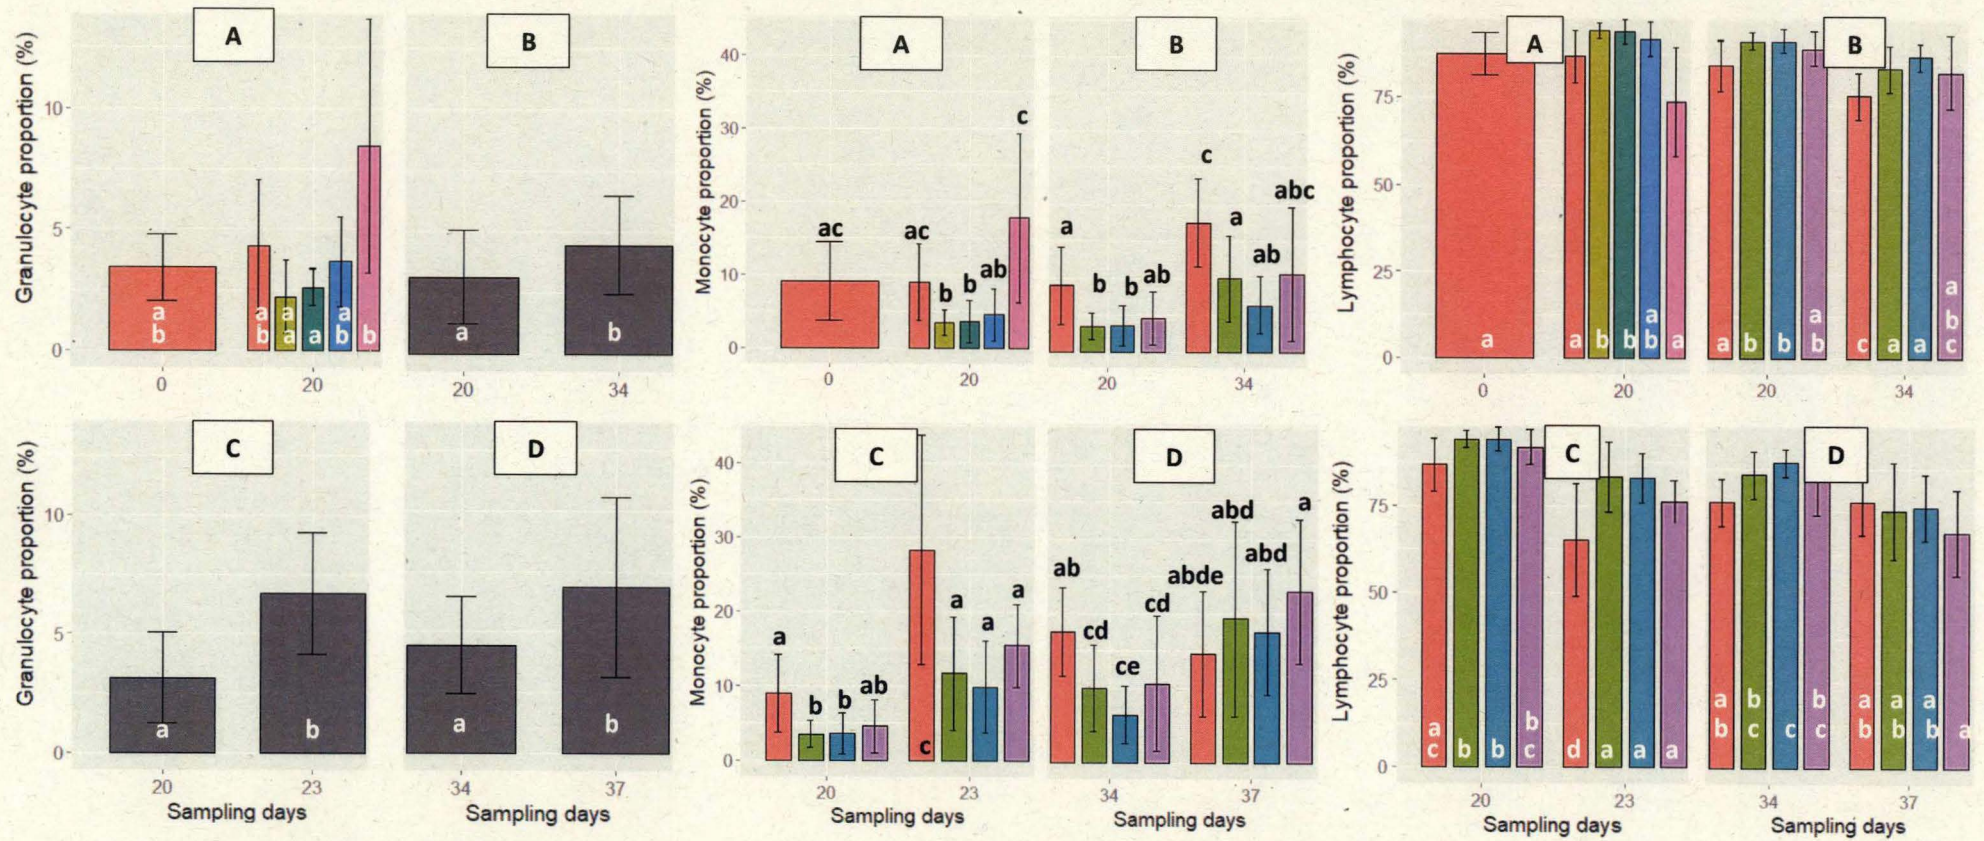 Granulocyte proportion (%)
A
10
5
0
a
b
a
b
a
a
a
a
b
b
0
20
B
a
b
20
34
Monocyte proportion (%)
A
40
30
20
10
0
ac
ac
b
b
ab
c
0
20
B
a
b
b
ab
c
a
ab
abc
20
34
Lymphocyte proportion (%)
A
75
50
25
0
a
a
b
b
a
b
a
0
20
B
a
b
b
a
b
c
a
a
a
b
c
20
34
Granulocyte proportion (%)
C
10
5
0
a
b
20
23
Sampling days
D
a
b
34
37
Sampling days
Monocyte proportion (%)
C
40
30
20
10
0
a
b
b
ab
c
a
a
a
20
23
Sampling days
D
ab
cd
ce
cd
abde
abd
abd
a
34
37
Sampling days
Lymphocyte proportion (%)
C
75
50
25
0
a
c
b
b
b
c
d
a
a
a
20
23
Sampling days
D
a
b
b
c
c
b
c
a
b
a
b
a
b
a
34
37
Sampling days